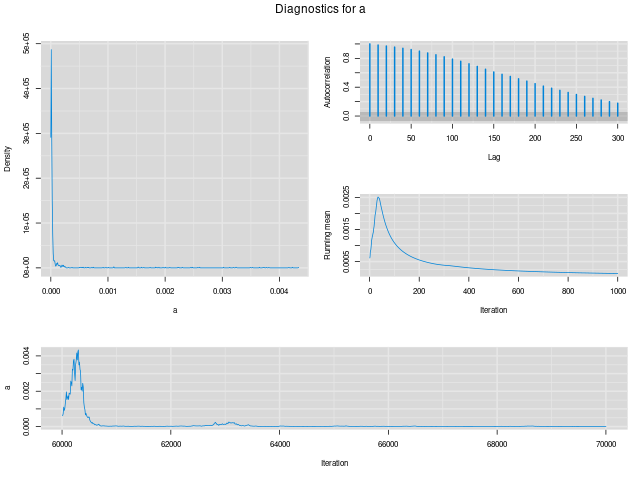 Diagnostics for a
Density
0e+00
1e+05
2e+05
3e+05
4e+05
5e+05
0.000
0.001
0.002
0.003
0.004
a
Autocorrelation
0.0
0.4
0.8
0
50
100
150
200
250
300
Lag
Running mean
0.0005
0.0015
0.0025
0
200
400
600
800
1000
Iteration
a
0.000
0.002
0.004
60000
62000
64000
66000
68000
70000
Iteration